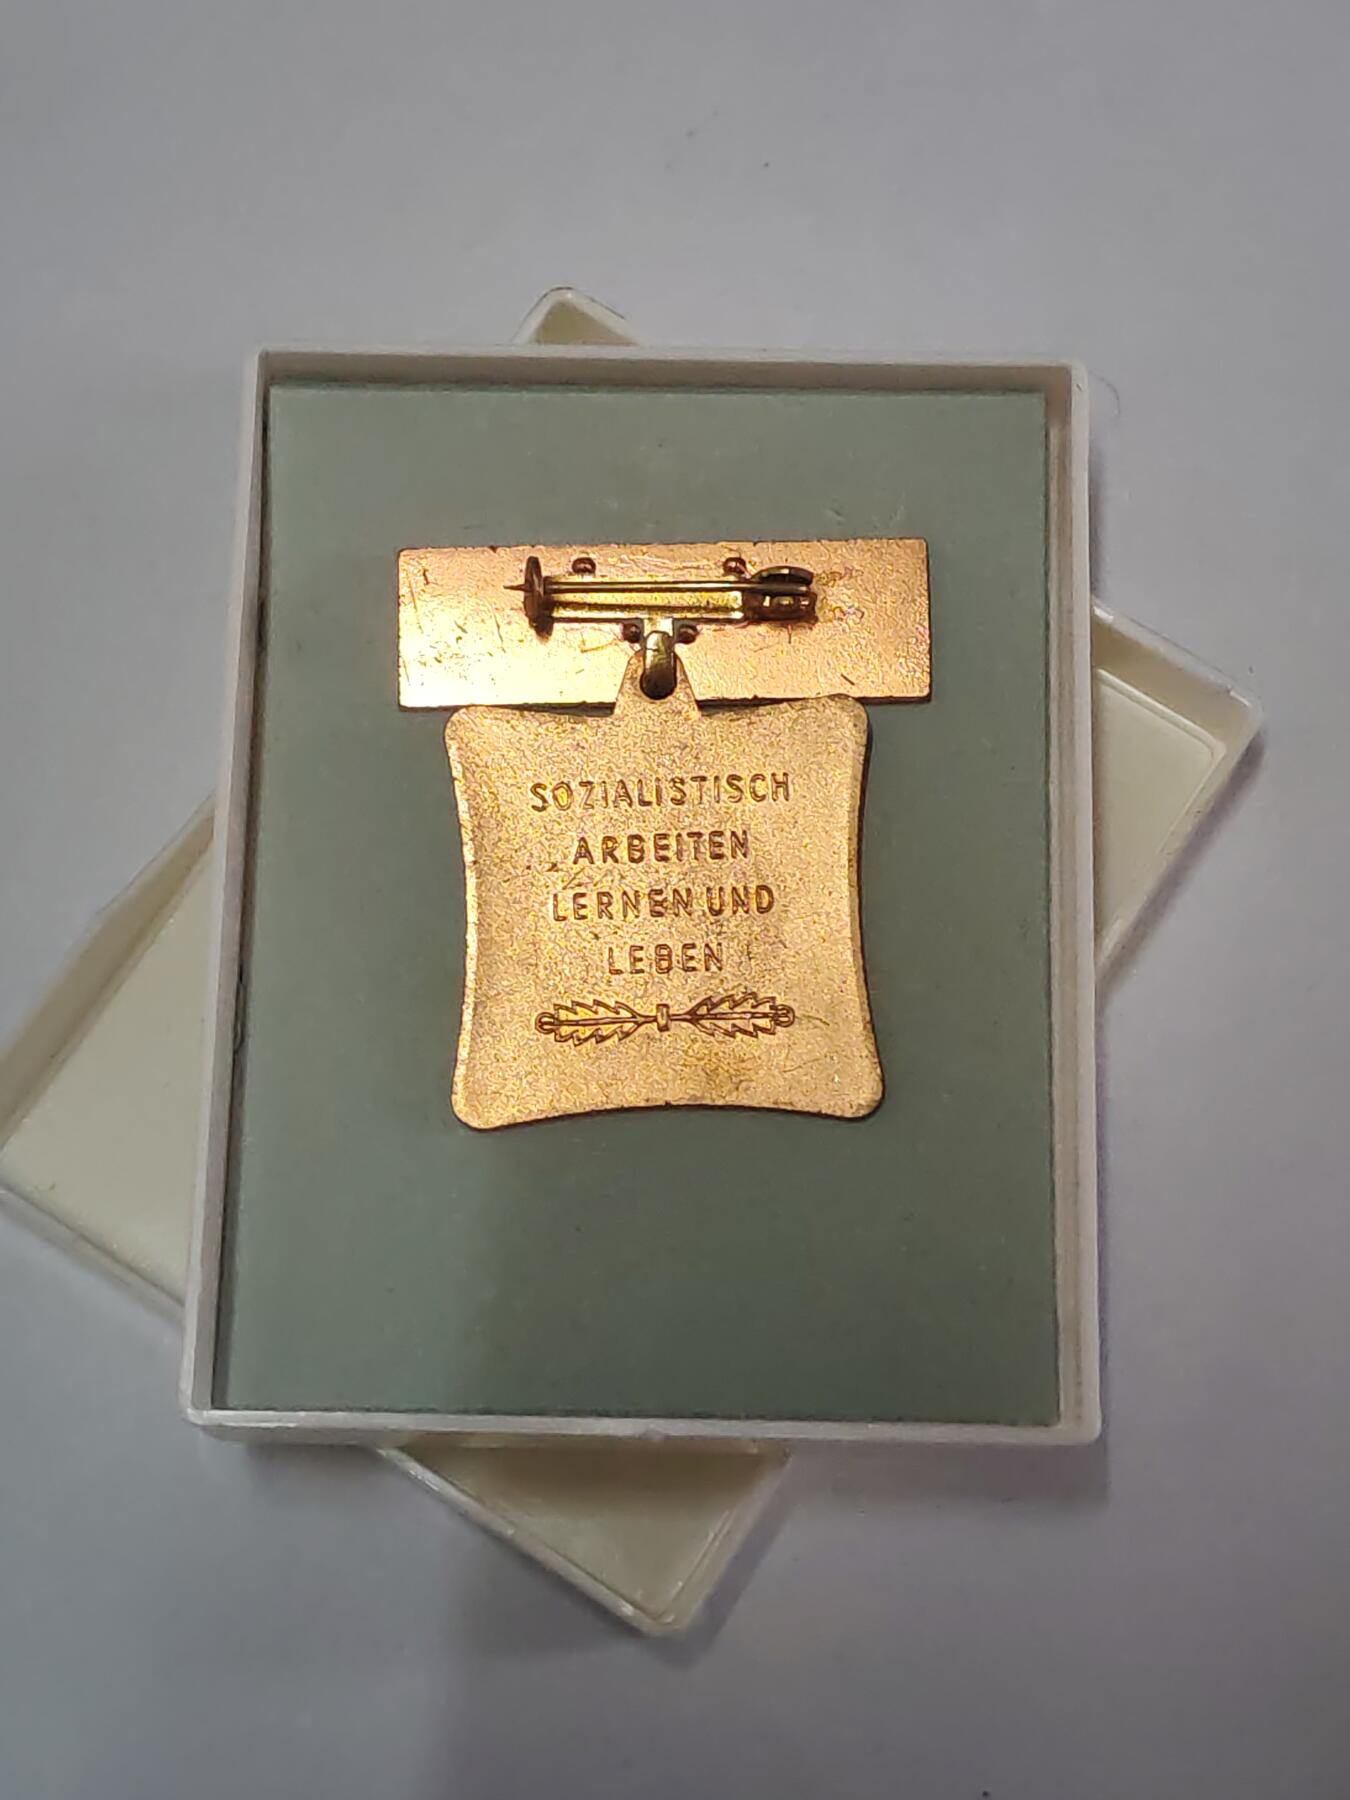 SOZIALISTISCH
ARBEITEN
LERNEN UND
LEBEN